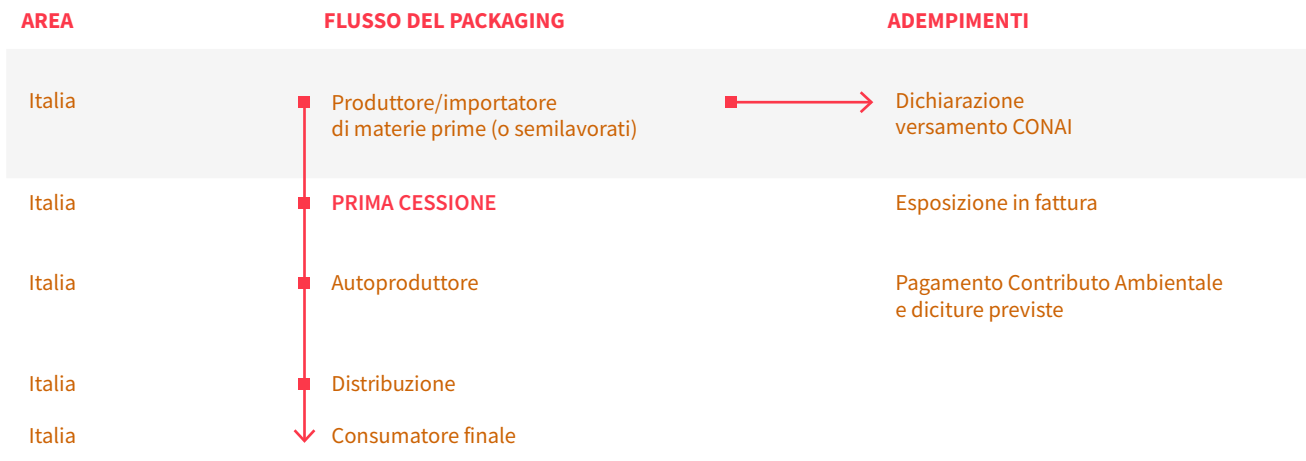 AREA FLUSSO DEL PACKAGING ADEMPIMENTI
Italia Produttore/importatore Dichiarazione
di materie prime (o semilavorati) versamento CONAI
Italia PRIMA CESSIONE Esposizione in fattura
Italia Autoproduttore Pagamento Contributo Ambientale
e diciture previste
Italia Distribuzione
Italia Consumatore finale